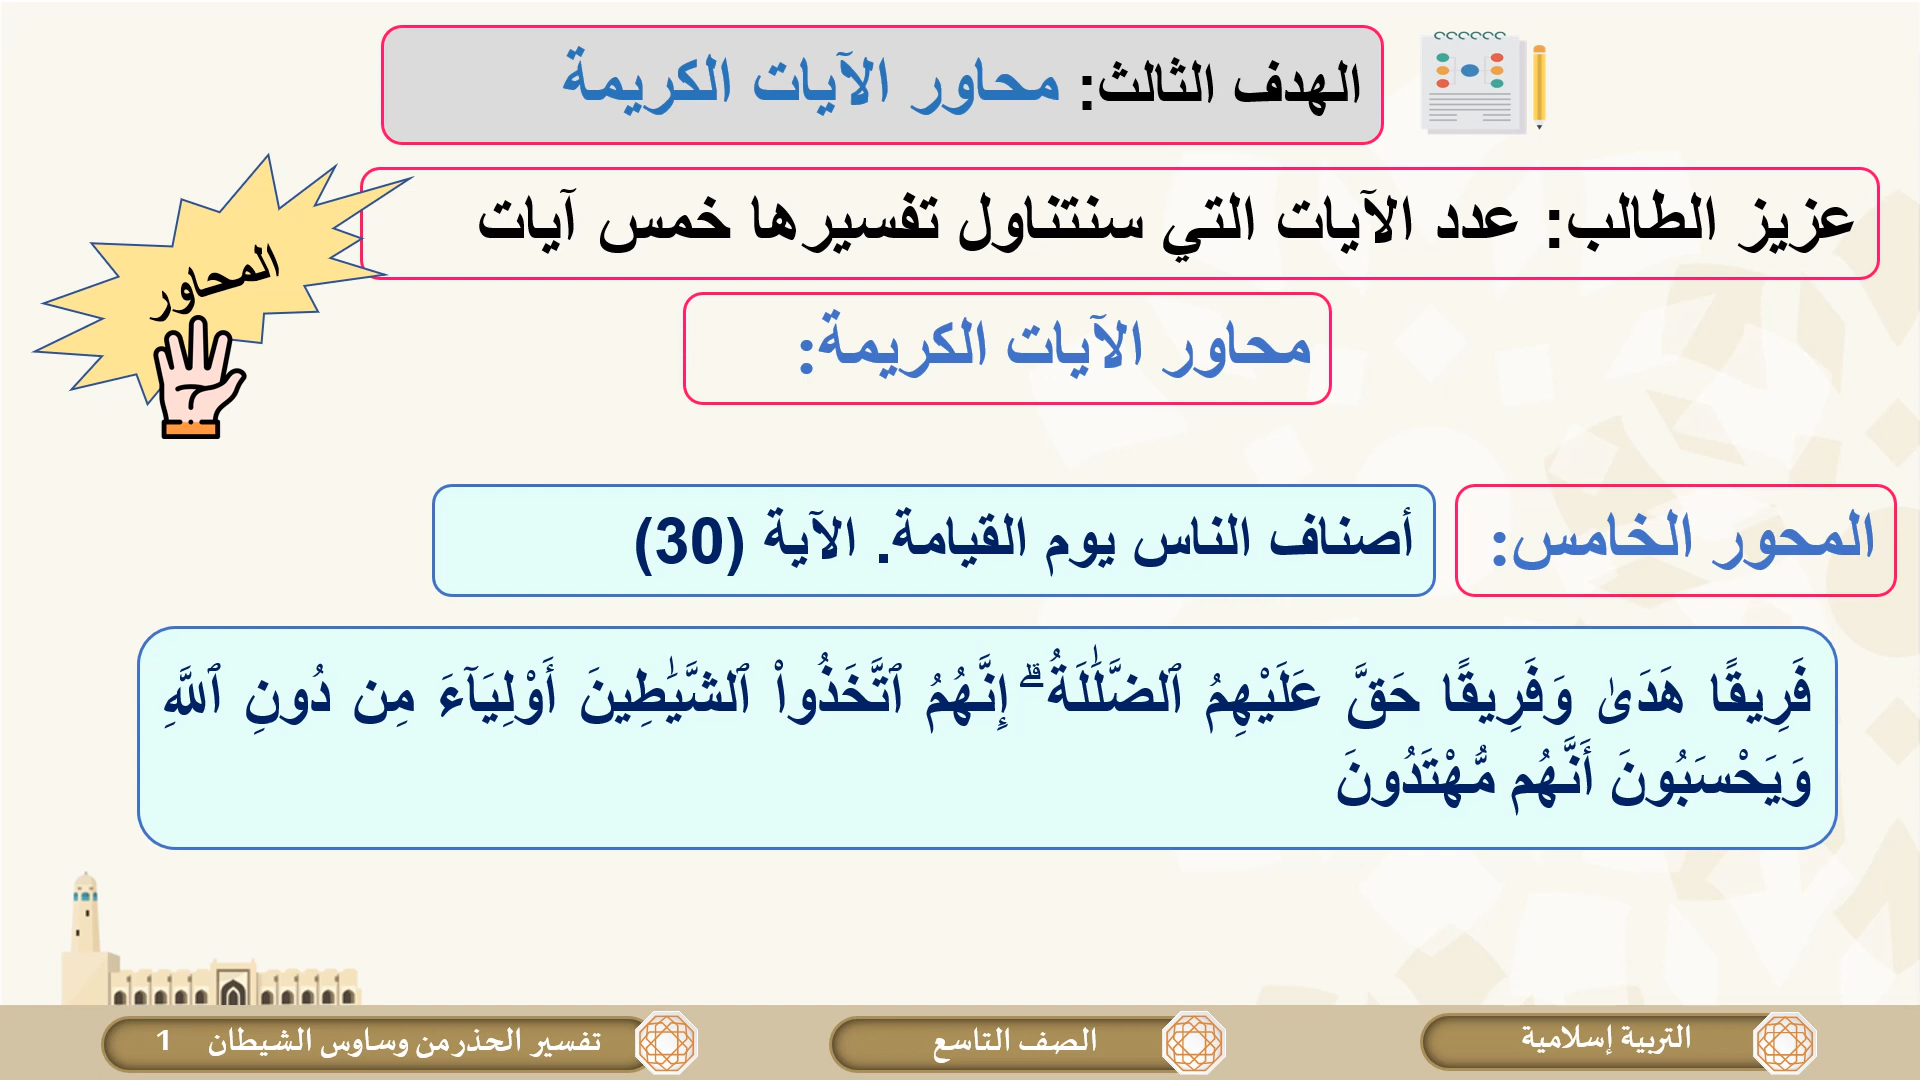 الهدف الثالث: محاور الآيات الكريمة
عزيز الطالب: عدد الآيات التي سنتناول تفسيرها خمس آيات
المحاور
محاور الآيات الكريمة:
المحور الخامس:
أصناف الناس يوم القيامة. الآية (30)
فَرِيقًا هَدَىٰ وَفَرِيقًا حَقَّ عَلَيْهِمُ ٱلضَّلَٰلَةُۗ إِنَّهُمُ ٱتَّخَذُواْ ٱلشَّيَٰطِينَ أَوْلِيَآءَ مِن دُونِ ٱللَّهِ
وَيَحْسَبُونَ أَنَّهُم مُّهْتَدُونَ
التربية إسلامية
الصف التاسع
تفسير الحذر من وساوس الشيطان 1